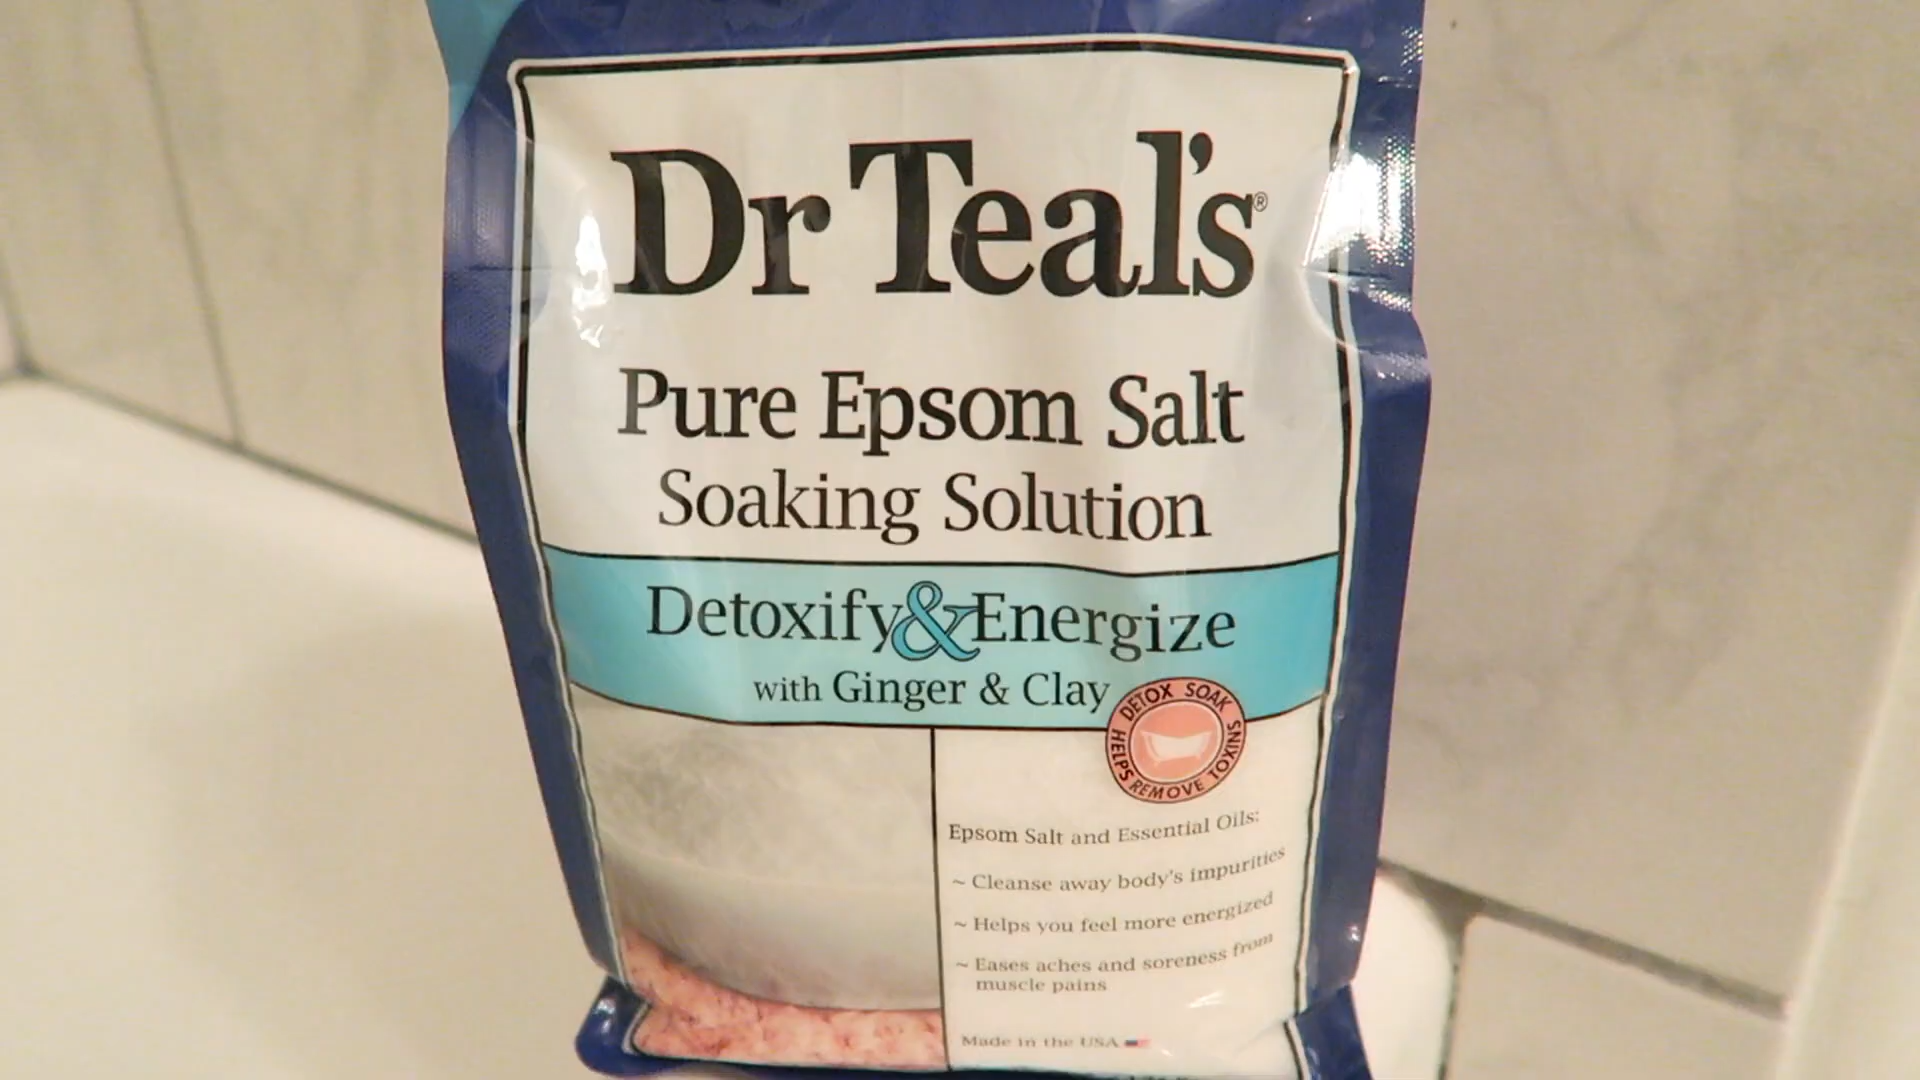 Dr Teal's®
Pure Epsom Salt
Soaking Solution
Detoxify & Energize
with Ginger & Clay
DETOX SOAK
HELPS REMOVE TOXINS
Epsom Salt and Essential Oils:
~ Cleanse away body's impurities
~ Helps you feel more energized
~ Eases aches and soreness from
muscle pains
Made in the USA